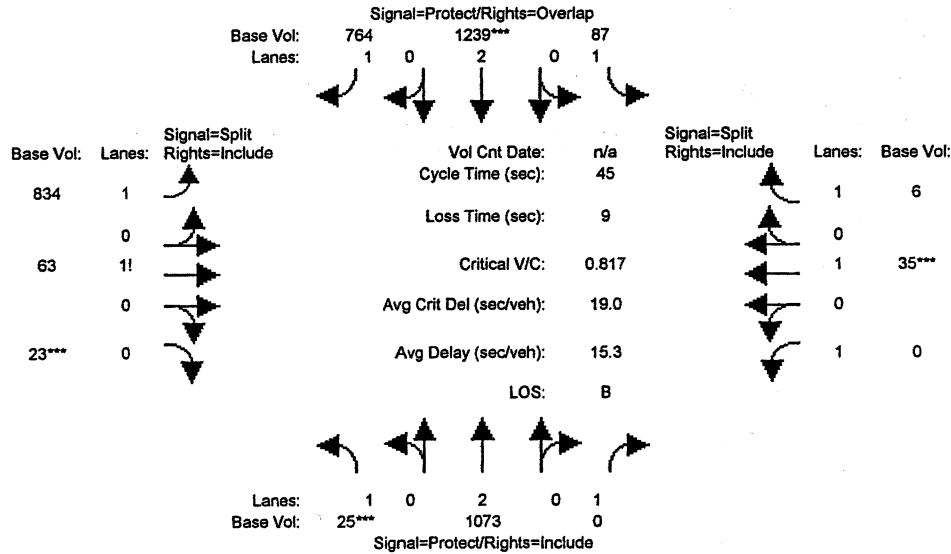 Signal=Protect/Rights=Overlap
Base Vol: 764 1239*** 87
Lanes: 1 0 2 0 1
Signal=Split
Rights=Include
Base Vol: Lanes:
834 1
0
63 1!
0
23*** 0
Vol Cnt Date: n/a
Cycle Time (sec): 45
Loss Time (sec): 9
Critical V/C: 0.817
Avg Crit Del (sec/veh): 19.0
Avg Delay (sec/veh): 15.3
LOS: B
Signal=Split
Rights=Include
Lanes: Base Vol:
1 6
0
1 35***
0
1 0
Lanes: 1 0 2 0 1
Base Vol: 25*** 1073 0
Signal=Protect/Rights=Include